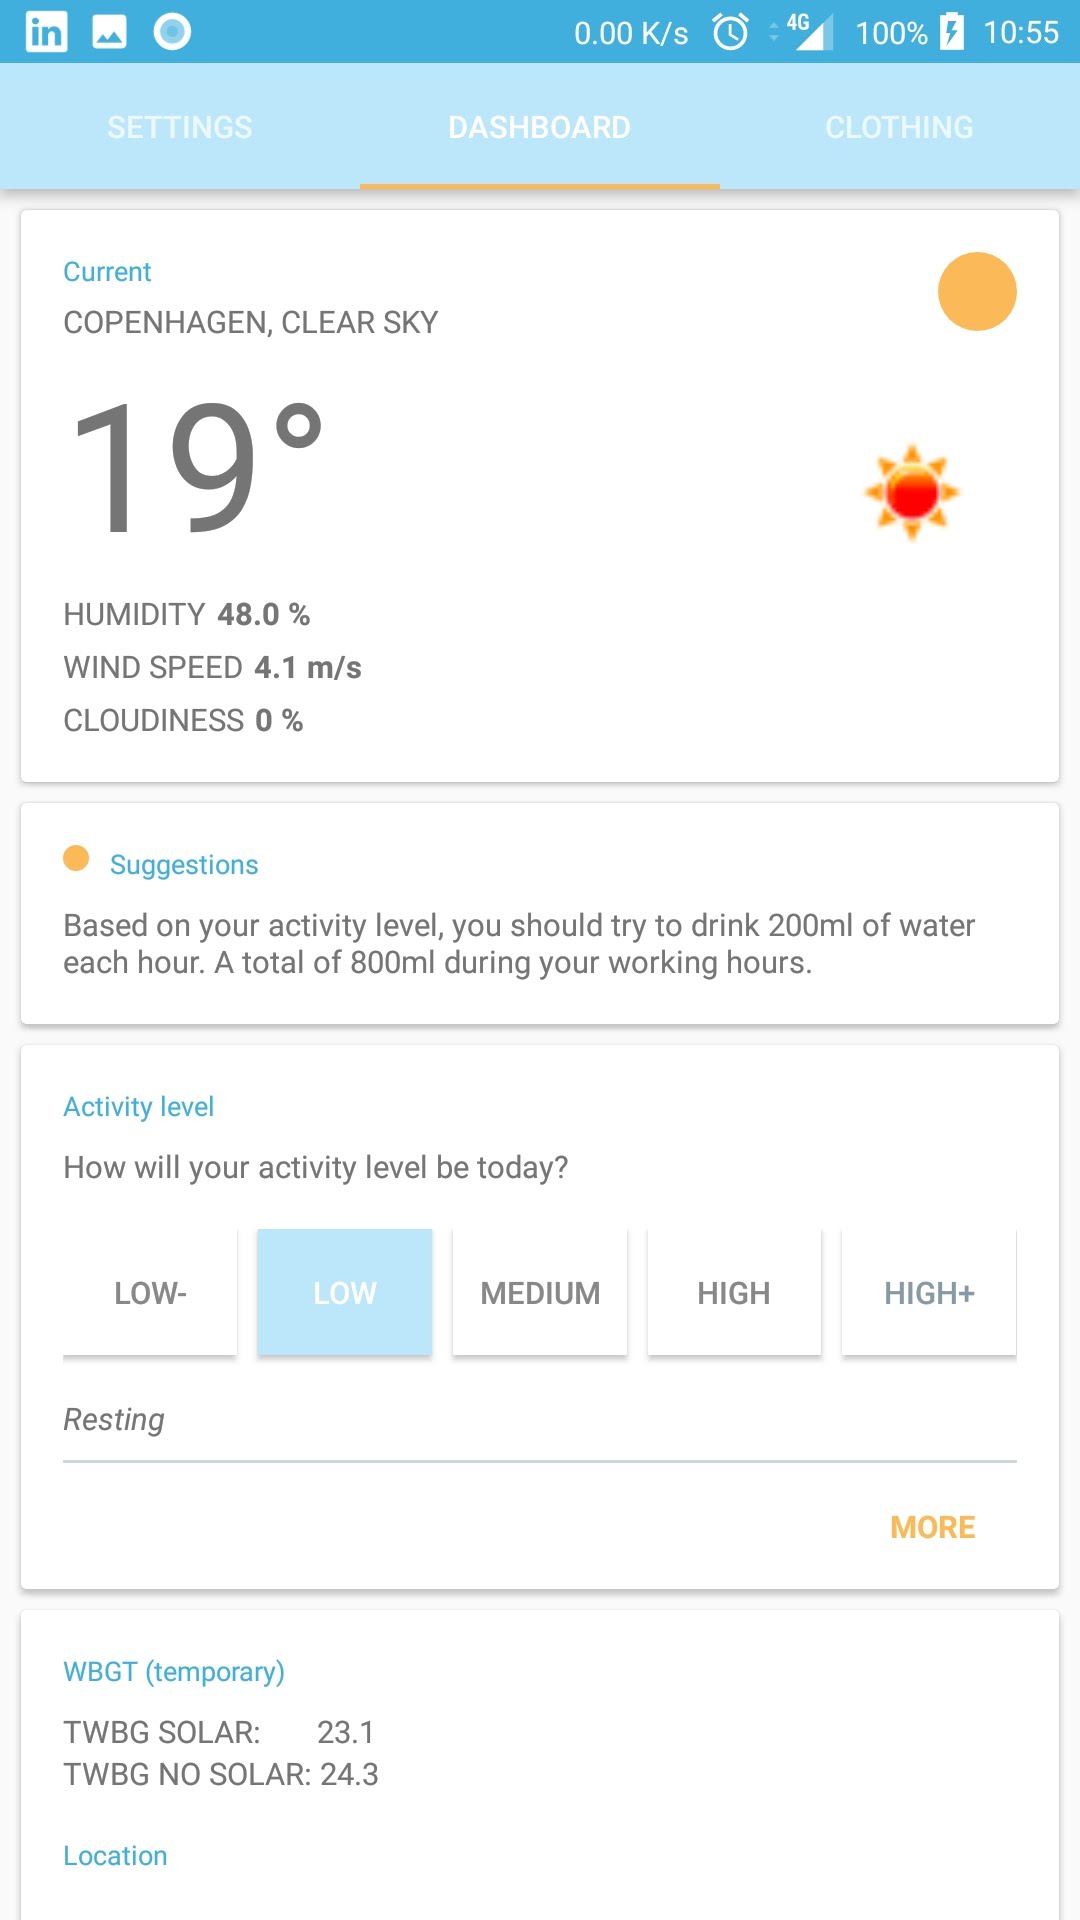 in 0.00 K/s 4G 100% 10:55
SETTINGS DASHBOARD CLOTHING
Current
COPENHAGEN, CLEAR SKY
19°
HUMIDITY 48.0 %
WIND SPEED 4.1 m/s
CLOUDINESS 0 %
Suggestions
Based on your activity level, you should try to drink 200ml of water
each hour. A total of 800ml during your working hours.
Activity level
How will your activity level be today?
LOW- LOW MEDIUM HIGH HIGH+
Resting
MORE
WBGT (temporary)
TWBG SOLAR: 23.1
TWBG NO SOLAR: 24.3
Location